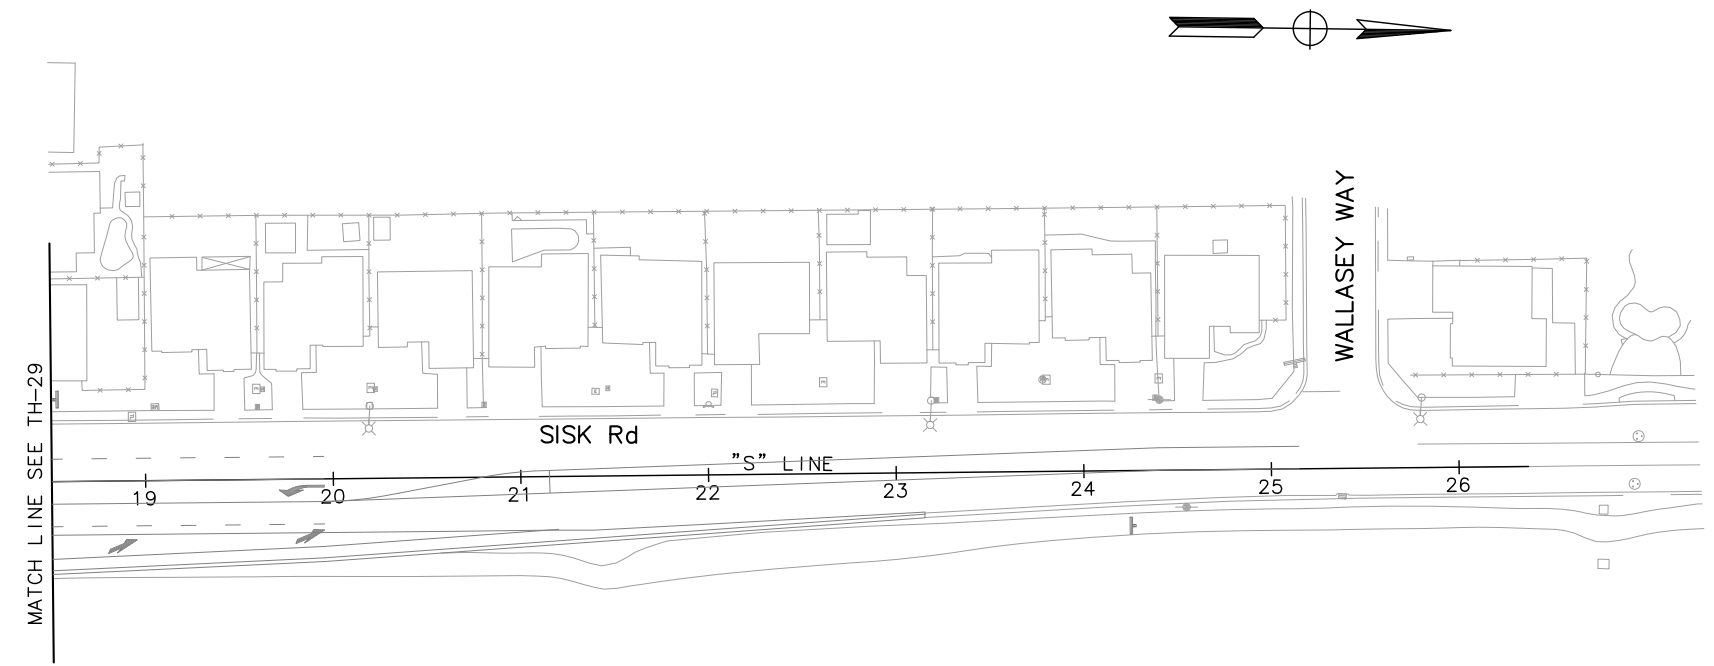 WALLASEY WAY
MATCH LINE SEE TH-29
SISK Rd
"S" LINE
19
20
21
22
23
24
25
26